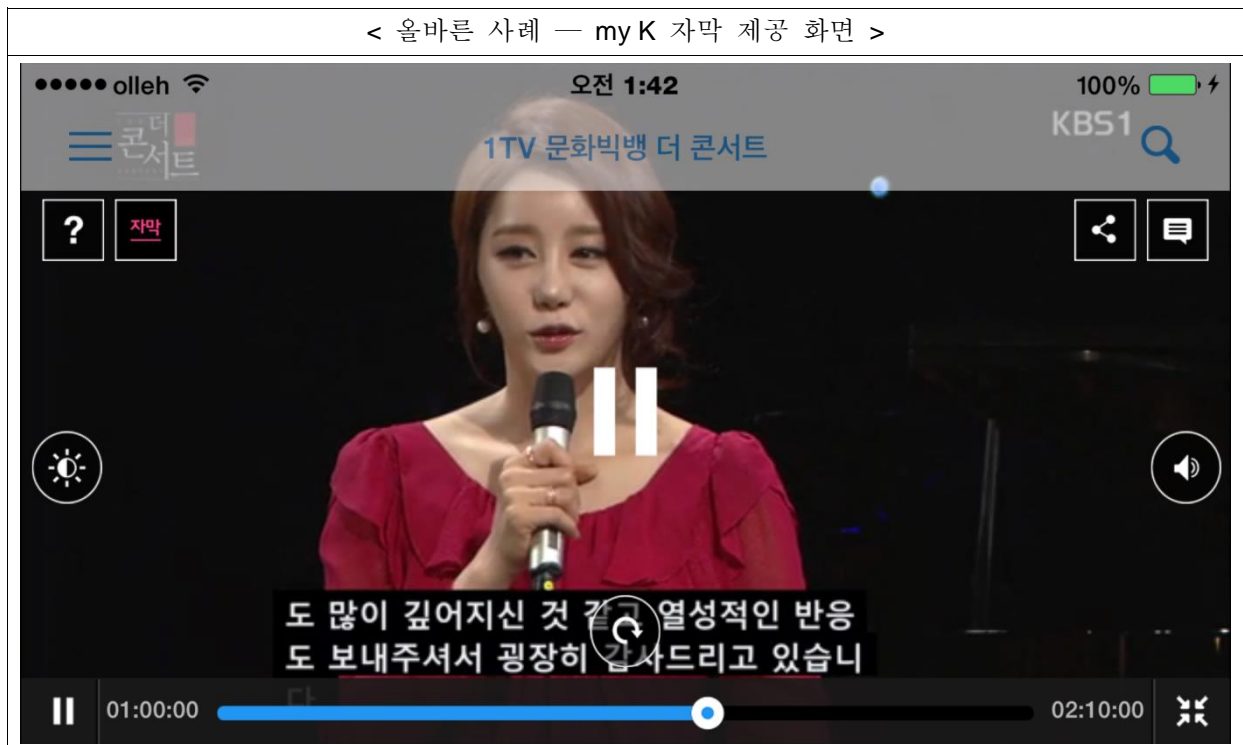 < 올바른 사례 — my K 자막 제공 화면 >
olleh 오전 1:42 100%
더 콘서트
1TV 문화빅뱅 더 콘서트
KBS1
? 자막
도 많이 깊어지신 것 같고 열성적인 반응
도 보내주셔서 굉장히 감사드리고 있습니
다
01:00:00 02:10:00